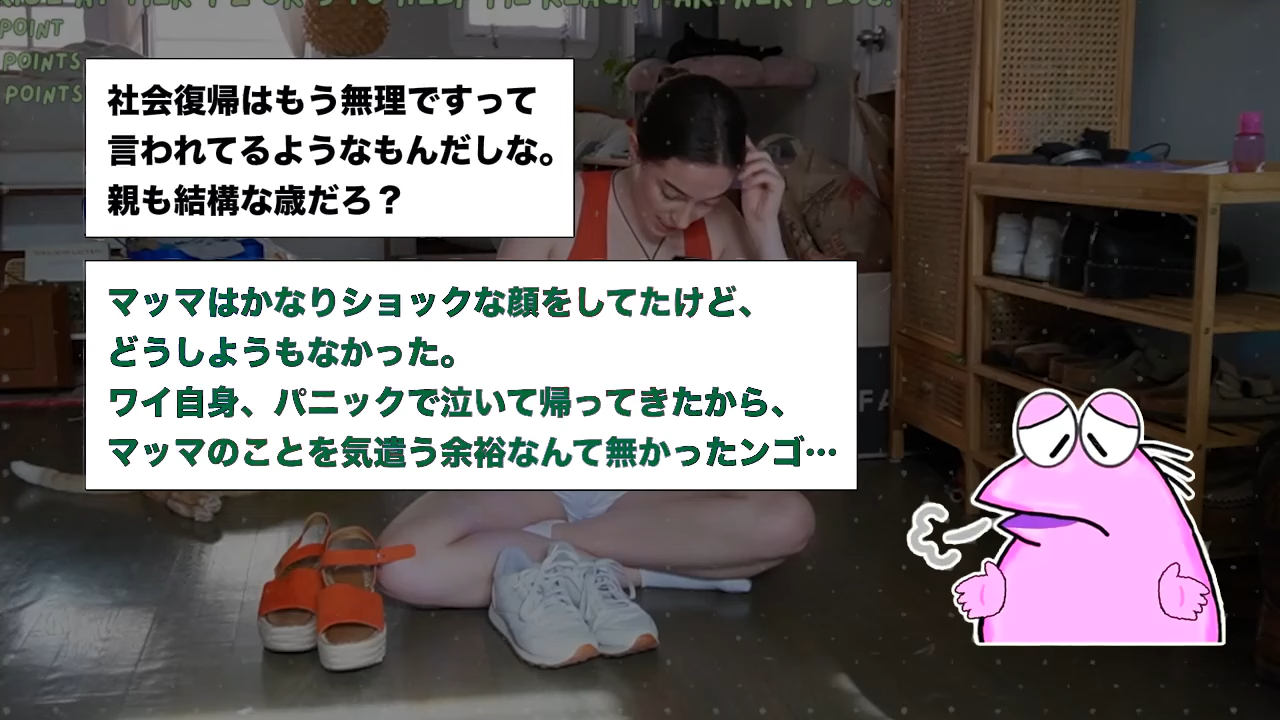 POINT
POINTS
POINTS
社会復帰はもう無理ですって
言われてるようなもんだしな。
親も結構な歳だろ？
マッマはかなりショックな顔をしてたけど、
どうしようもなかった。
ワイ自身、パニックで泣いて帰ってきたから、
マッマのことを気遣う余裕なんて無かったンゴ…